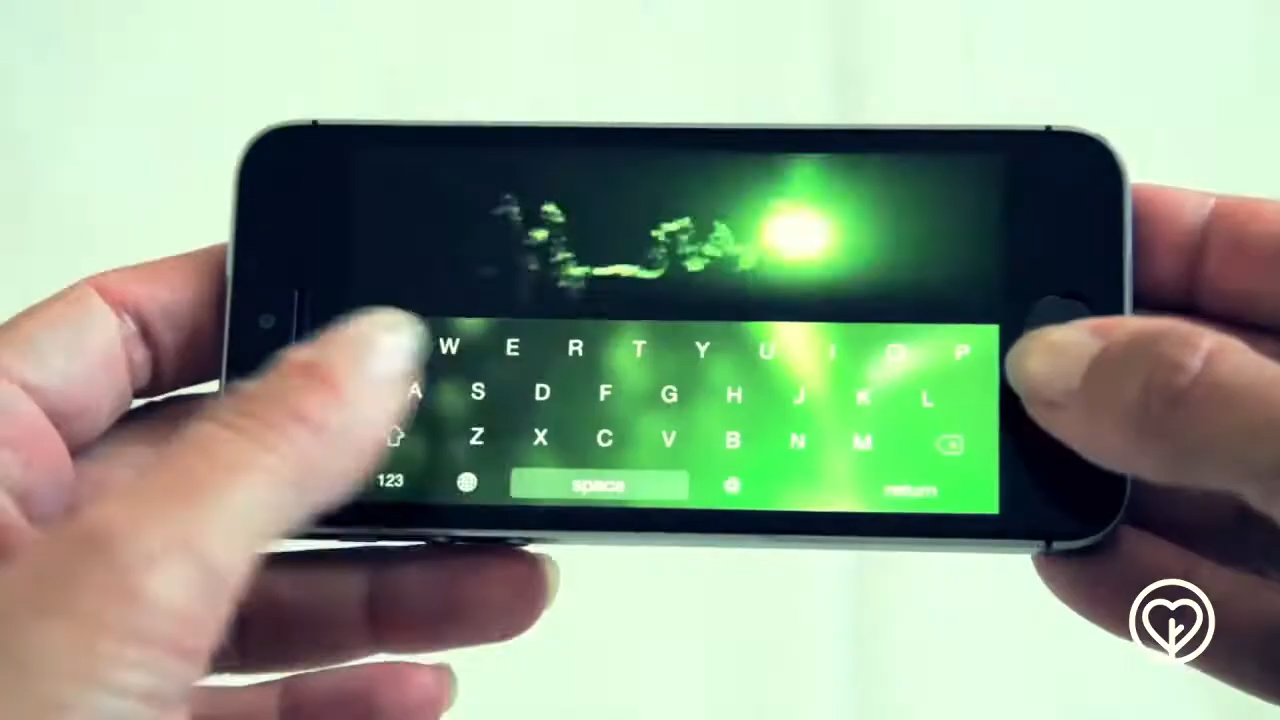 W E R T Y U I O P
A S D F G H J K L
Z X C V B N M
123 space return